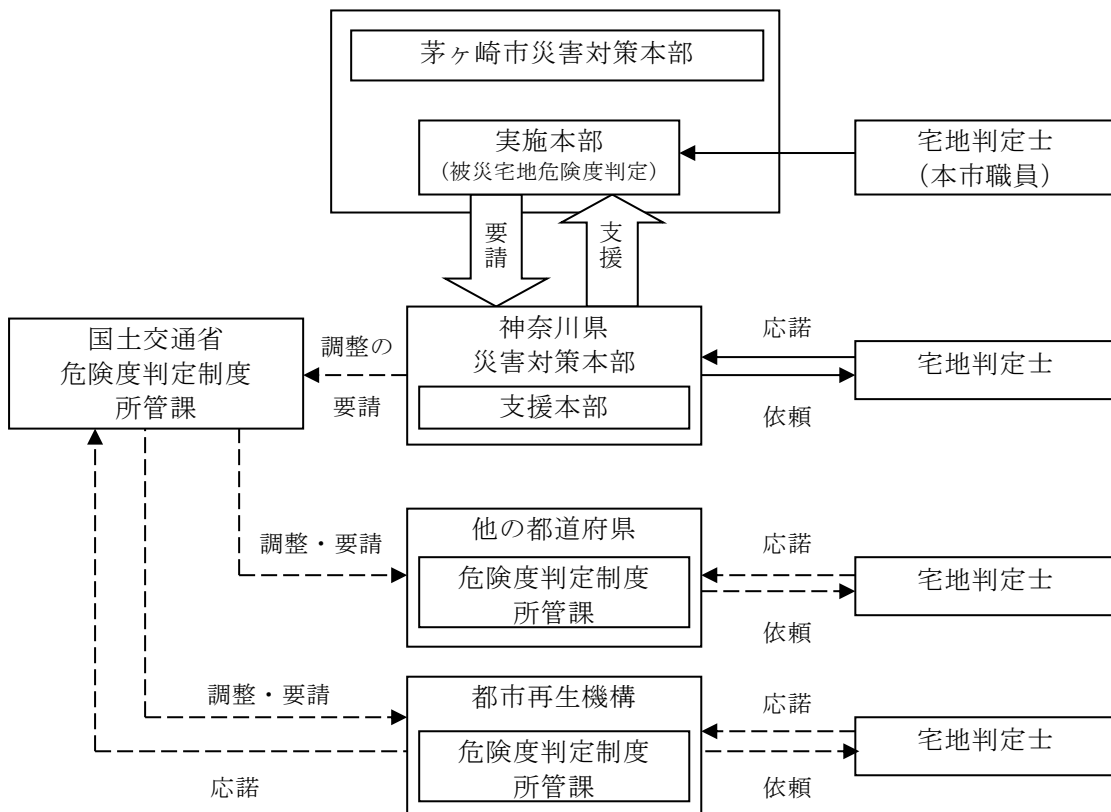 茅ヶ崎市災害対策本部
実施本部
（被災宅地危険度判定）
宅地判定士
（本市職員）
要請
支援
国土交通省
危険度判定制度
所管課
調整の
要請
神奈川県
災害対策本部
支援本部
応諾
依頼
宅地判定士
調整・要請
他の都道府県
危険度判定制度
所管課
応諾
依頼
宅地判定士
調整・要請
応諾
都市再生機構
危険度判定制度
所管課
応諾
依頼
宅地判定士